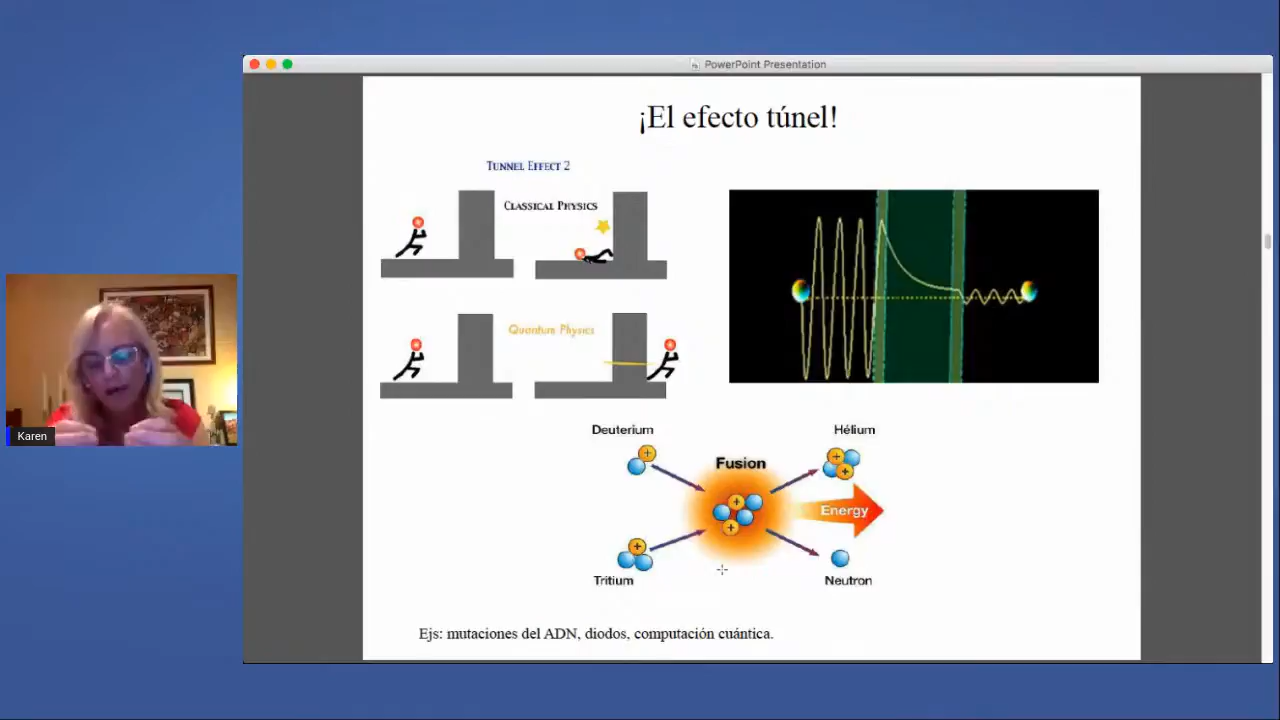 PowerPoint Presentation
¡El efecto túnel!
TUNNEL EFFECT 2
CLASSICAL PHYSICS
Quantum Physics
Deuterium
Hélium
Fusion
Energy
Tritium
Neutron
Ejs: mutaciones del ADN, diodos, computación cuántica.
Karen